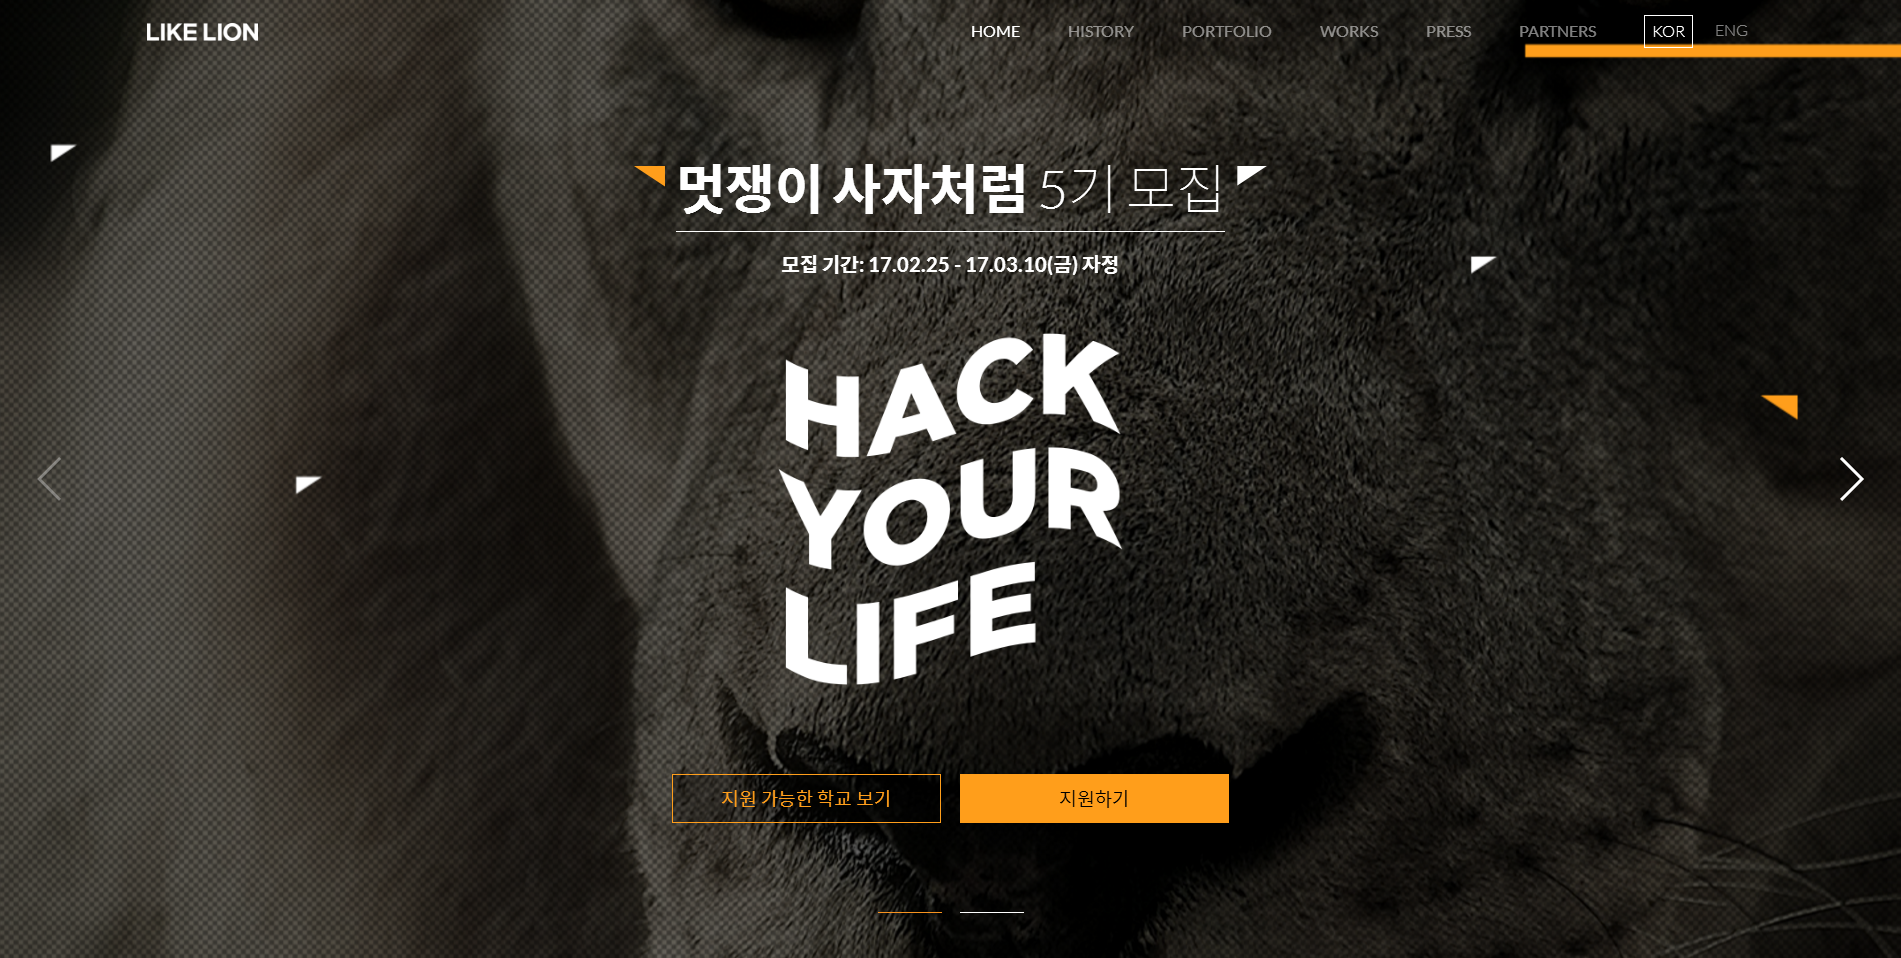 LIKE LION
HOME HISTORY PORTFOLIO WORKS PRESS PARTNERS KOR ENG
멋쟁이 사자처럼 5기 모집
모집 기간: 17.02.25 - 17.03.10(금) 자정
HACK
YOUR
LIFE
지원 가능한 학교 보기 지원하기